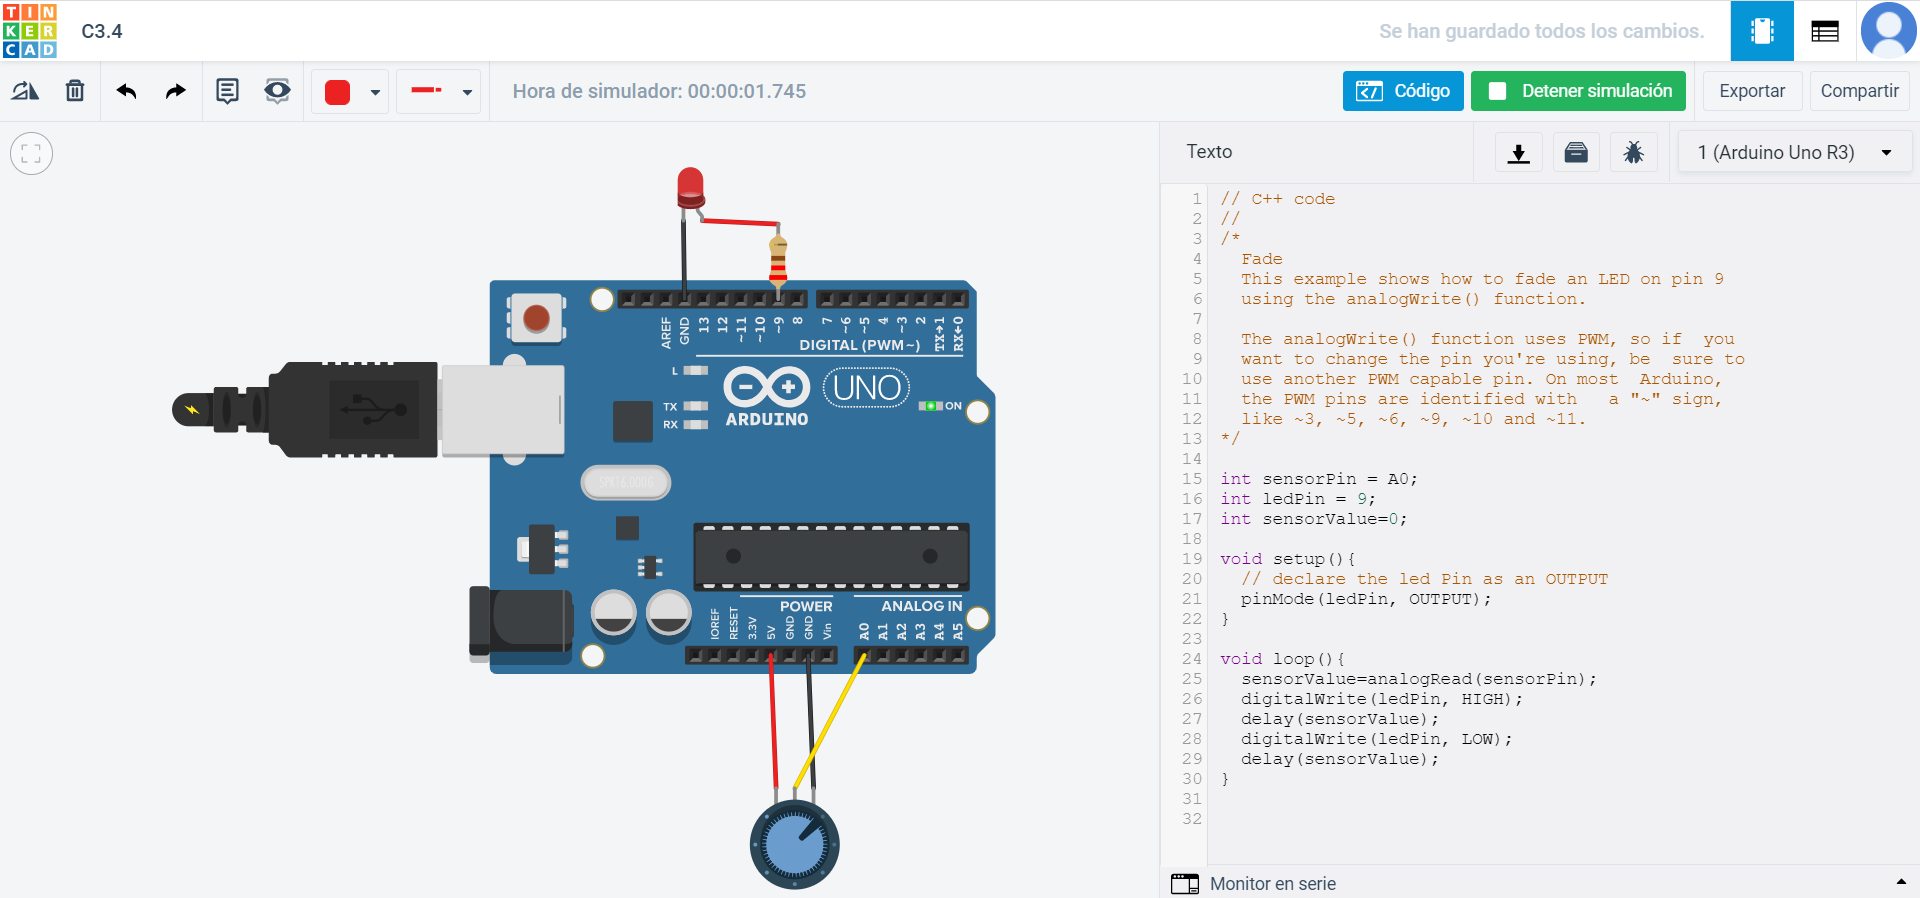 TIN
KER
CAD
C3.4
Se han guardado todos los cambios.
Hora de simulador: 00:00:01.745
Código
Detener simulación
Exportar
Compartir
Texto
1 (Arduino Uno R3)
AREF
GND
13
12
~11
~10
~9
8
7
~6
~5
4
~3
2
TX→1
RX←0
DIGITAL (PWM~)
L
TX
RX
ARDUINO
UNO
ON
SPK16.000G
POWER
ANALOG IN
IOREF
RESET
3.3V
5V
GND
GND
Vin
A0
A1
A2
A3
A4
A5
1 // C++ code
2 //
3 /*
4   Fade
5   This example shows how to fade an LED on pin 9
6   using the analogWrite() function.
7
8   The analogWrite() function uses PWM, so if  you
9   want to change the pin you're using, be  sure to
10   use another PWM capable pin. On most  Arduino,
11   the PWM pins are identified with   a "~" sign,
12   like ~3, ~5, ~6, ~9, ~10 and ~11.
13 */
14
15 int sensorPin = A0;
16 int ledPin = 9;
17 int sensorValue=0;
18
19 void setup(){
20   // declare the led Pin as an OUTPUT
21   pinMode(ledPin, OUTPUT);
22 }
23
24 void loop(){
25   sensorValue=analogRead(sensorPin);
26   digitalWrite(ledPin, HIGH);
27   delay(sensorValue);
28   digitalWrite(ledPin, LOW);
29   delay(sensorValue);
30 }
31
32
Monitor en serie